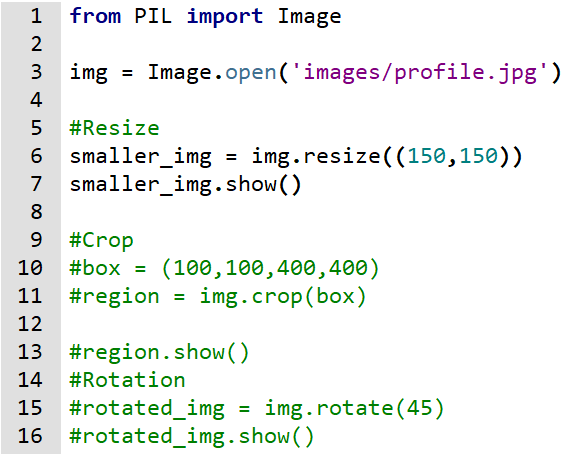 1 from PIL import Image
2
3 img = Image.open('images/profile.jpg')
4
5 #Resize
6 smaller_img = img.resize((150,150))
7 smaller_img.show()
8
9 #Crop
10 #box = (100,100,400,400)
11 #region = img.crop(box)
12
13 #region.show()
14 #Rotation
15 #rotated_img = img.rotate(45)
16 #rotated_img.show()